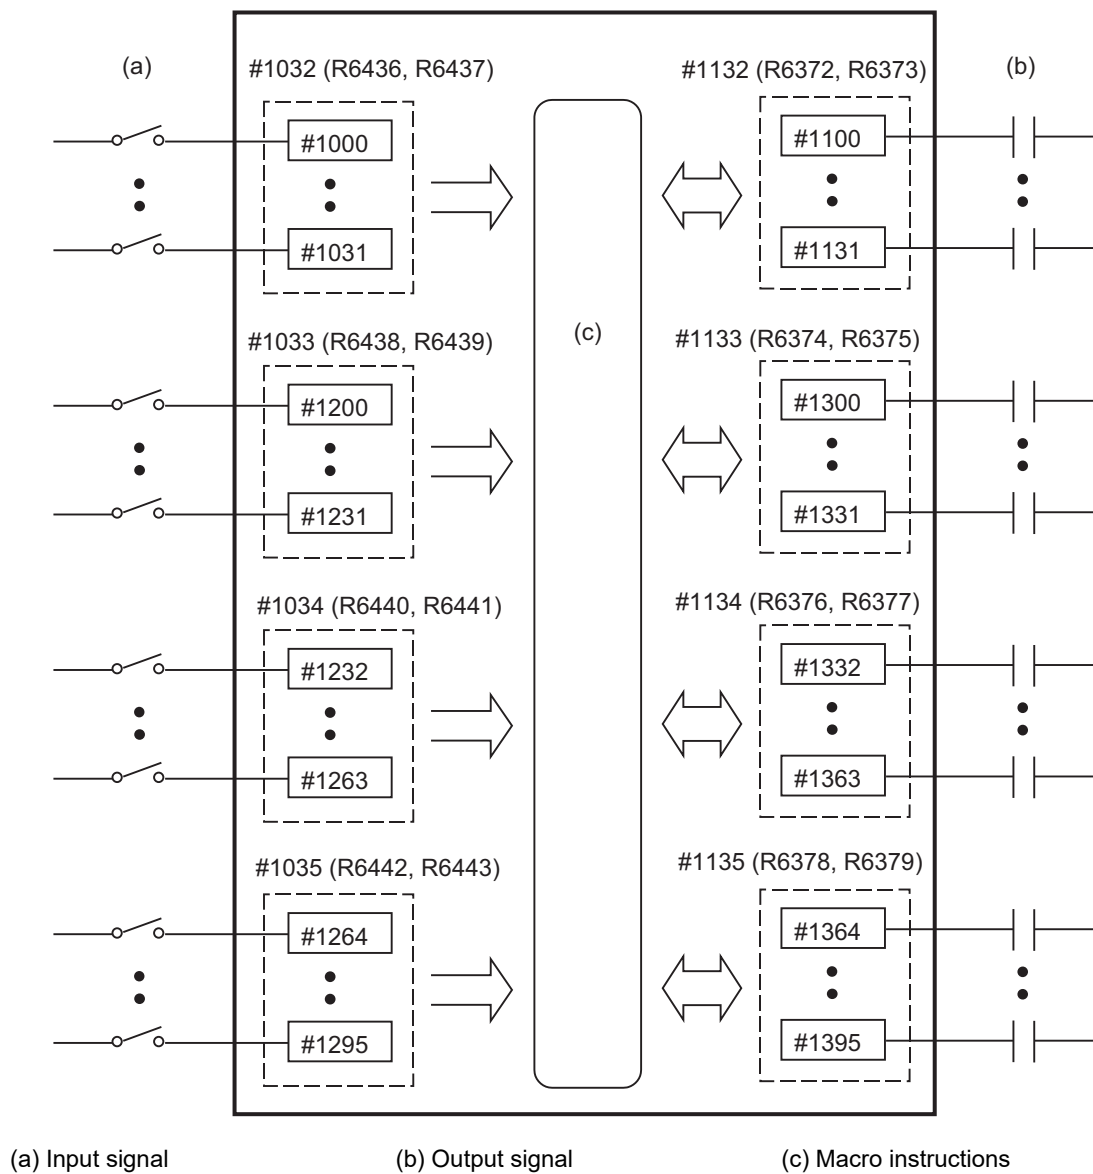 (a)
#1032 (R6436, R6437)
#1132 (R6372, R6373)
(b)
#1000
#1100
#1031
#1131
(c)
#1033 (R6438, R6439)
#1133 (R6374, R6375)
#1200
#1300
#1231
#1331
#1034 (R6440, R6441)
#1134 (R6376, R6377)
#1232
#1332
#1263
#1363
#1035 (R6442, R6443)
#1135 (R6378, R6379)
#1264
#1364
#1295
#1395
(a) Input signal
(b) Output signal
(c) Macro instructions